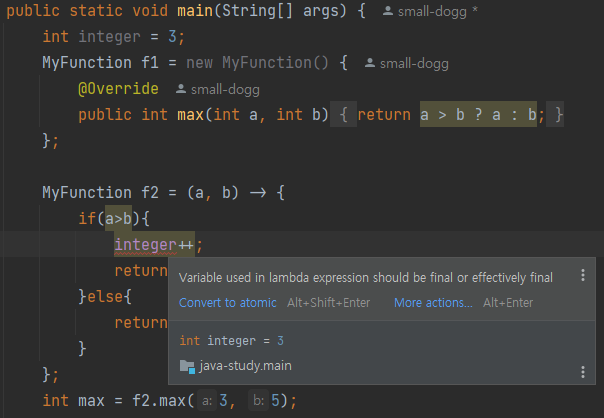 public static void main(String[] args) { small-dogg *
int integer = 3;
MyFunction f1 = new MyFunction() { small-dogg
@Override small-dogg
public int max(int a, int b) { return a > b ? a : b; }
};
MyFunction f2 = (a, b) -> {
if(a>b){
integer++;
return
Variable used in lambda expression should be final or effectively final
Convert to atomic Alt+Shift+Enter More actions... Alt+Enter
}else{
return
int integer = 3
}
java-study.main
};
int max = f2.max( a: 3, b: 5);